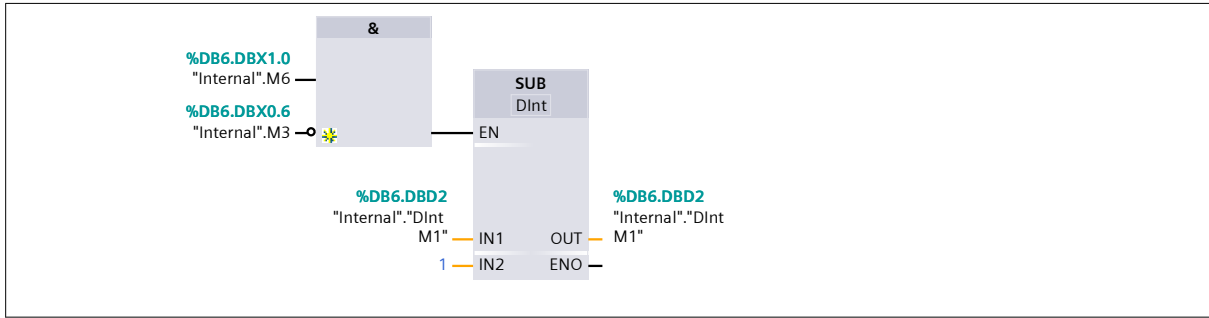 &
%DB6.DBX1.0
"Internal".M6
%DB6.DBX0.6
"Internal".M3
SUB
DInt
EN
%DB6.DBD2
"Internal"."DInt
M1"
IN1
1
IN2
%DB6.DBD2
"Internal"."DInt
M1"
OUT
ENO